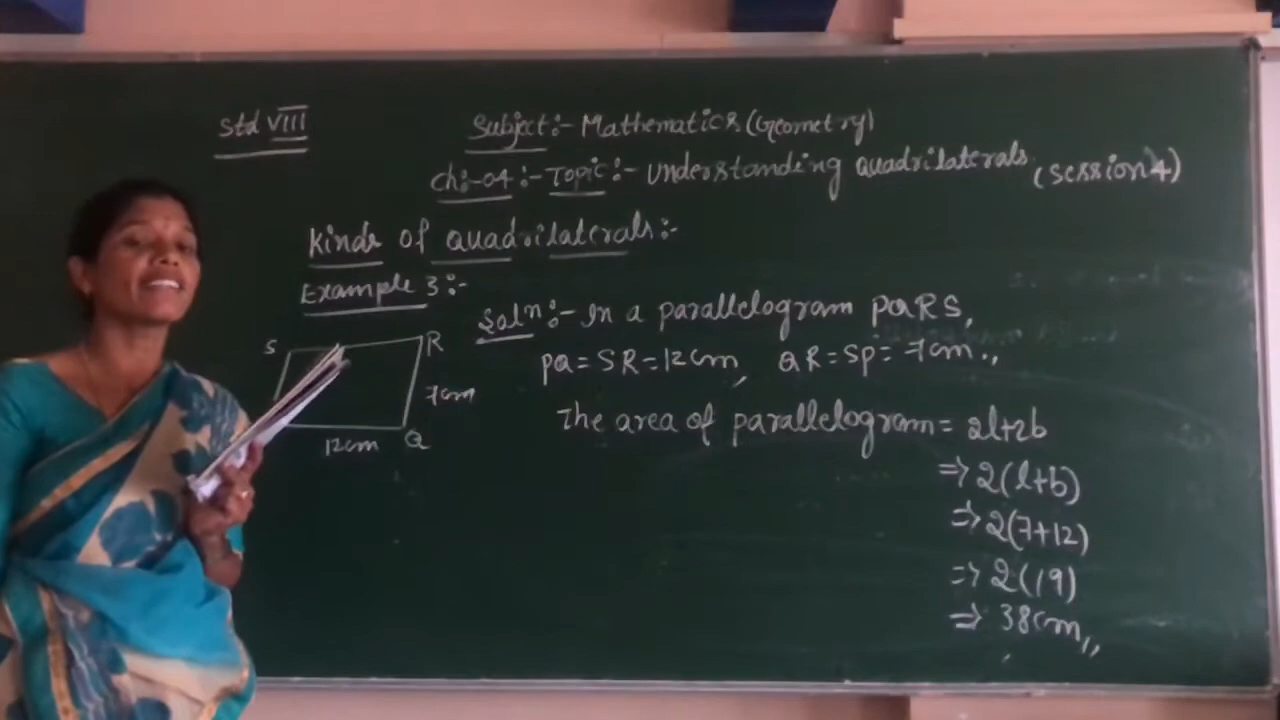 Std VIII
Subject:- Mathematics (Geometry)
Ch:-04:- Topic:- Understanding quadrilaterals (Session 4)
Kinds of quadrilaterals:-
Example 3:-
Soln:- In a parallelogram PQRS,
PQ = SR = 12cm, QR = SP = 7cm.,,
S R
7cm
12cm Q
The area of parallelogram = 2l+2b
=> 2(l+b)
=> 2(7+12)
=> 2(19)
=> 38cm,,